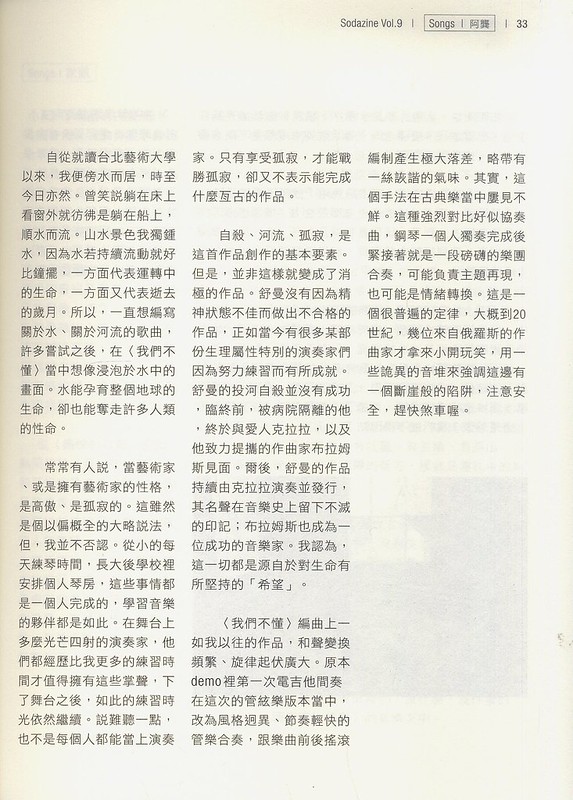 Sodazine Vol.9 | Songs | 阿龔 | 33
自從就讀台北藝術大學
以來，我便傍水而居，時至
今日亦然。曾笑説躺在床上
看窗外就彷彿是躺在船上，
順水而流。山水景色我獨鍾
水，因為水若持續流動就好
比鐘擺，一方面代表運轉中
的生命，一方面又代表逝去
的歲月。所以，一直想編寫
關於水、關於河流的歌曲，
許多嘗試之後，在〈我們不
懂〉當中想像浸泡於水中的
畫面。水能孕育整個地球的
生命，卻也能奪走許多人類
的性命。
常常有人説，當藝術家
、或是擁有藝術家的性格，
是高傲、是孤寂的。這雖然
是個以偏概全的大略説法，
但，我並不否認。從小的每
天練琴時間，長大後學校裡
安排個人琴房，這些事情都
是一個人完成的，學習音樂
的夥伴都是如此。在舞台上
多麼光芒四射的演奏家，他
們都經歷比我更多的練習時
間才值得擁有這些掌聲，下
了舞台之後，如此的練習時
光依然繼續。説難聽一點，
也不是每個人都能當上演奏
家。只有享受孤寂，才能戰
勝孤寂，卻又不表示能完成
什麼亙古的作品。
自殺、河流、孤寂，是
這首作品創作的基本要素。
但是，並非這樣就變成了消
極的作品。舒曼沒有因為精
神狀態不佳而做出不合格的
作品，正如當今有很多某部
份生理屬性特別的演奏家們
因為努力練習而有所成就。
舒曼的投河自殺並沒有成功
，臨終前，被病院隔離的他
，終於與愛人克拉拉，以及
他致力提攜的作曲家布拉姆
斯見面。爾後，舒曼的作品
持續由克拉拉演奏並發行，
其名聲在音樂史上留下不滅
的印記；布拉姆斯也成為一
位成功的音樂家。我認為，
這一切都是源自於對生命有
所堅持的「希望」。
〈我們不懂〉編曲上一
如我以往的作品，和聲變換
頻繁、旋律起伏廣大。原本
demo裡第一次電吉他間奏
在這次的管絃樂版本當中，
改為風格迥異、節奏輕快的
管樂合奏，跟樂曲前後搖滾
編制產生極大落差，略帶有
一絲詼諧的氣味。其實，這
個手法在古典樂當中屢見不
鮮。這種強烈對比好似協奏
曲，鋼琴一個人獨奏完成後
緊接著就是一段磅礡的樂團
合奏，可能負責主題再現，
也可能是情緒轉換。這是一
個很普遍的定律，大概到20
世紀，幾位來自俄羅斯的作
曲家才拿來小開玩笑，用一
些詭異的音堆來強調這邊有
一個斷崖般的陷阱，注意安
全，趕快煞車喔。